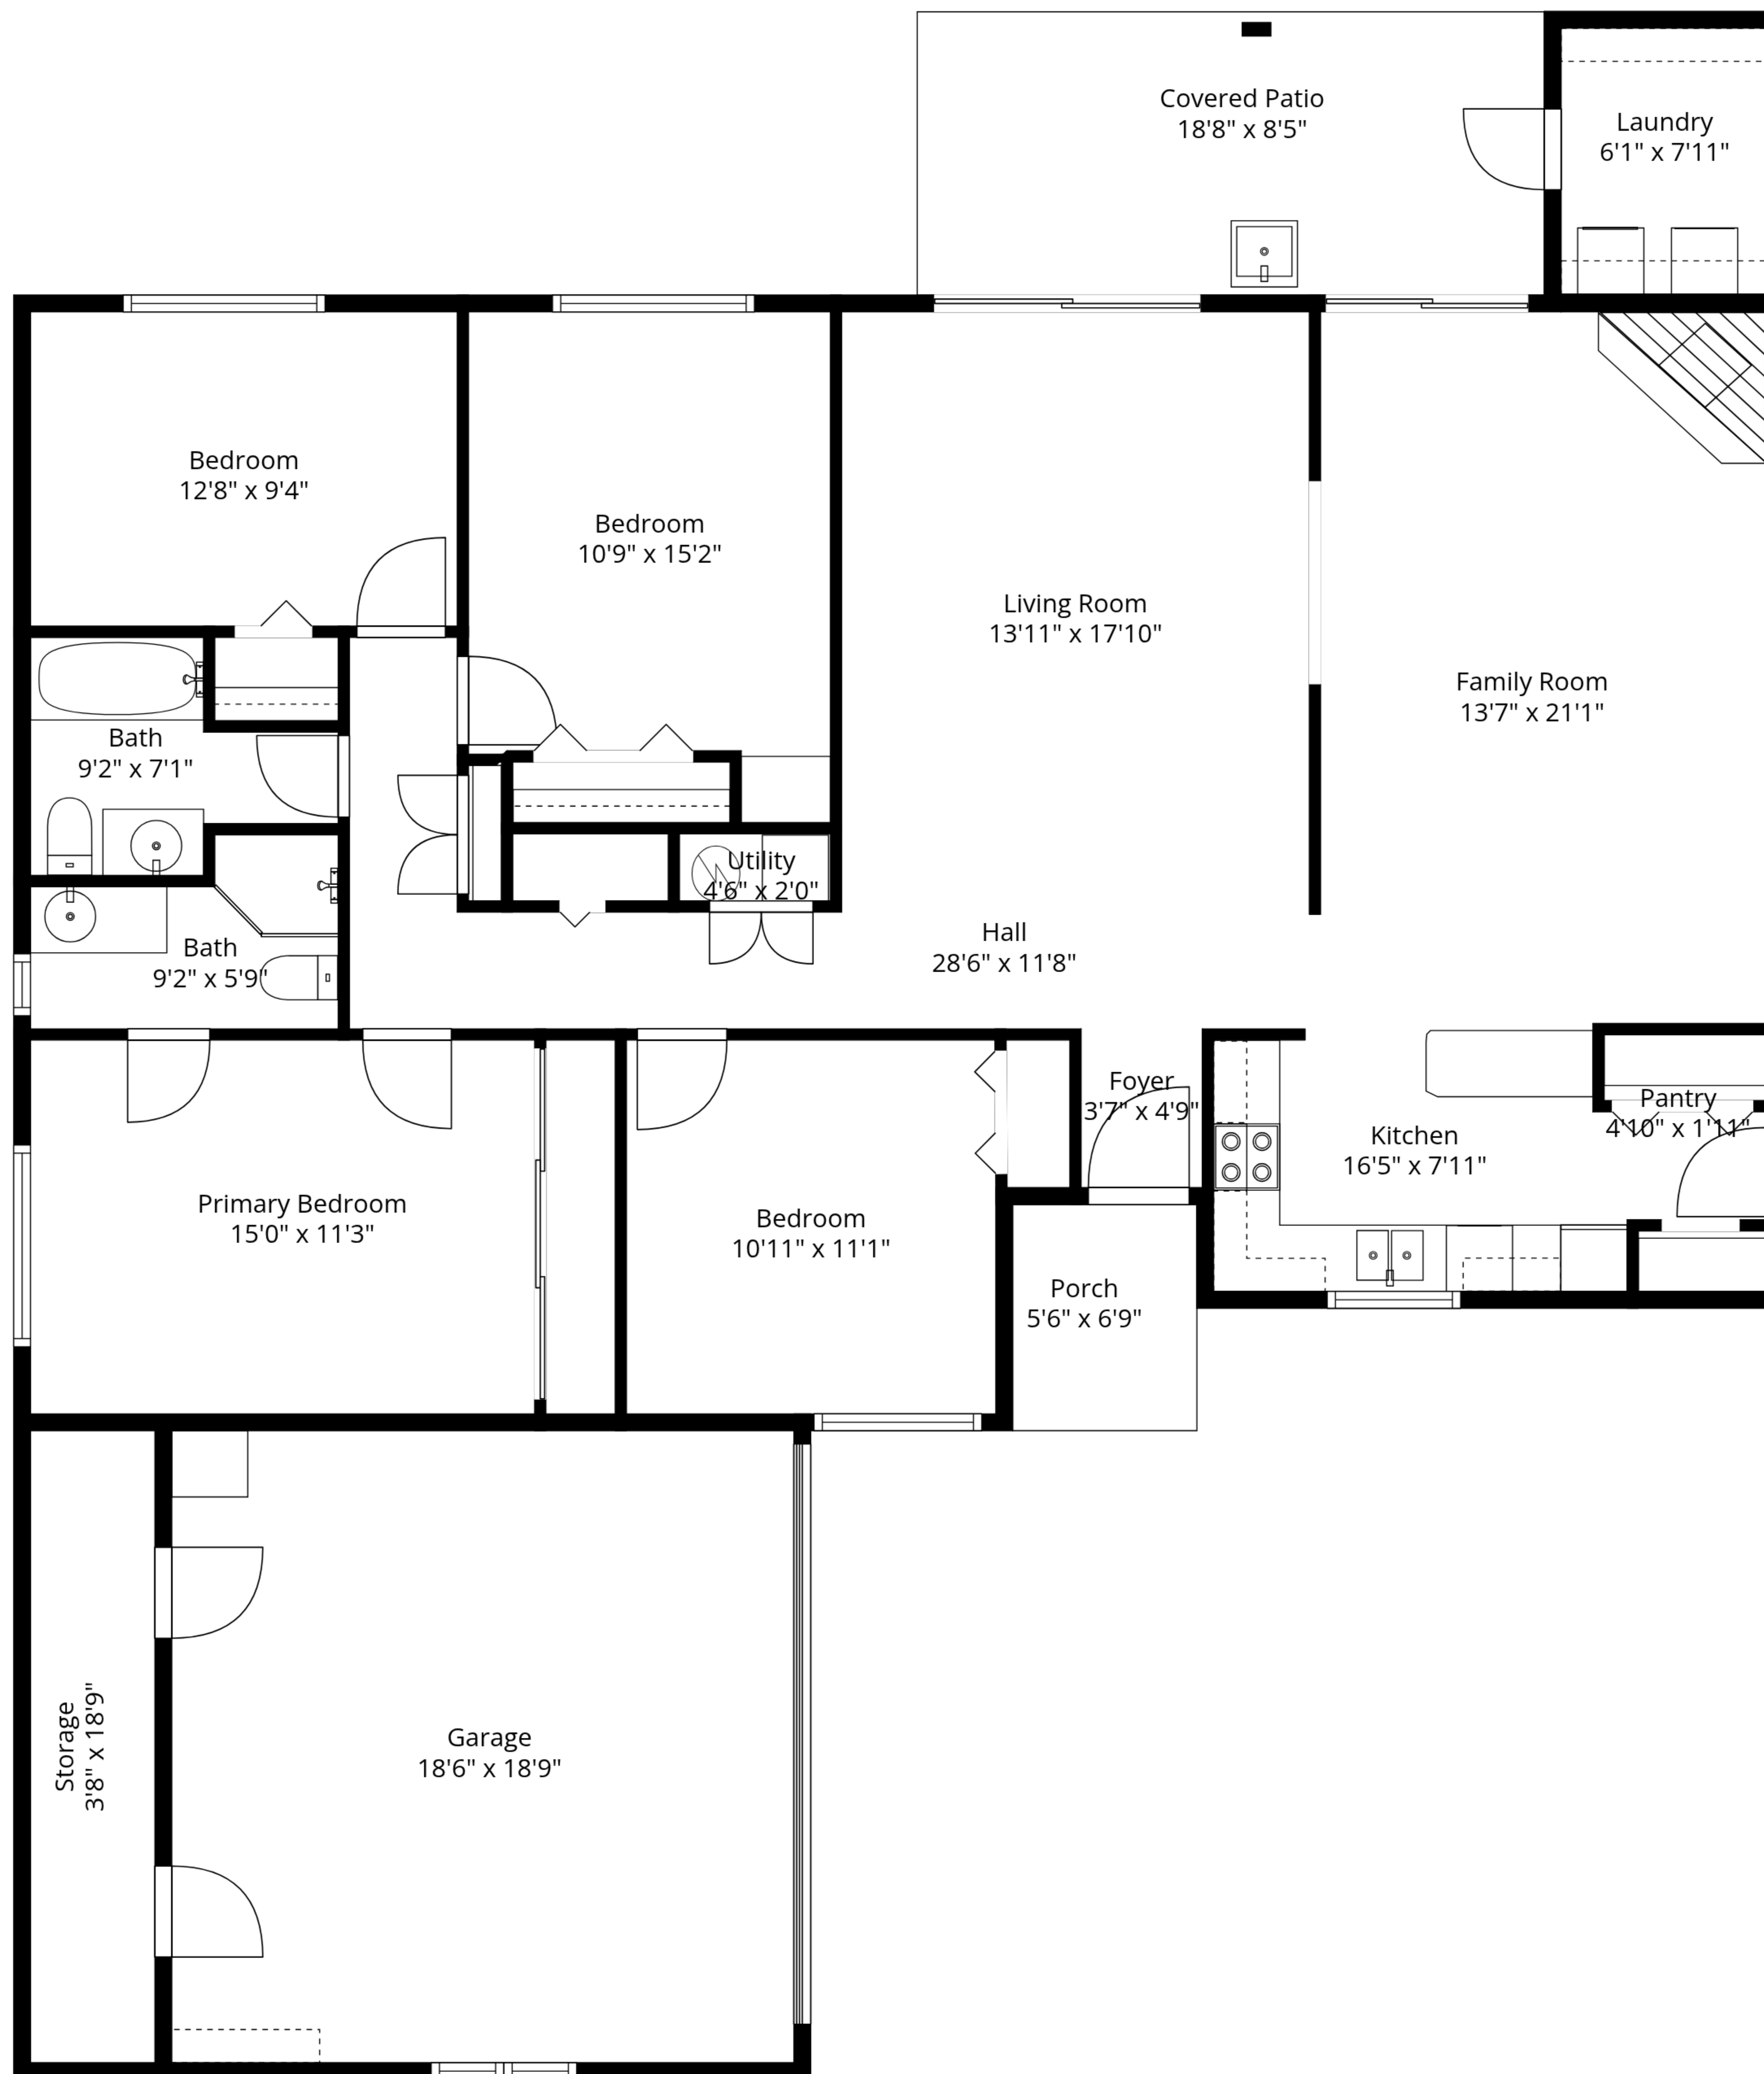 Covered Patio
18'8" x 8'5"
Laundry
6'1" x 7'11"
Bedroom
12'8" x 9'4"
Bedroom
10'9" x 15'2"
Living Room
13'11" x 17'10"
Family Room
13'7" x 21'1"
Bath
9'2" x 7'1"
Utility
4'6" x 2'0"
Bath
9'2" x 5'9"
Hall
28'6" x 11'8"
Foyer
3'7" x 4'9"
Pantry
4'10" x 1'11"
Kitchen
16'5" x 7'11"
Primary Bedroom
15'0" x 11'3"
Bedroom
10'11" x 11'1"
Porch
5'6" x 6'9"
Storage
3'8" x 18'9"
Garage
18'6" x 18'9"